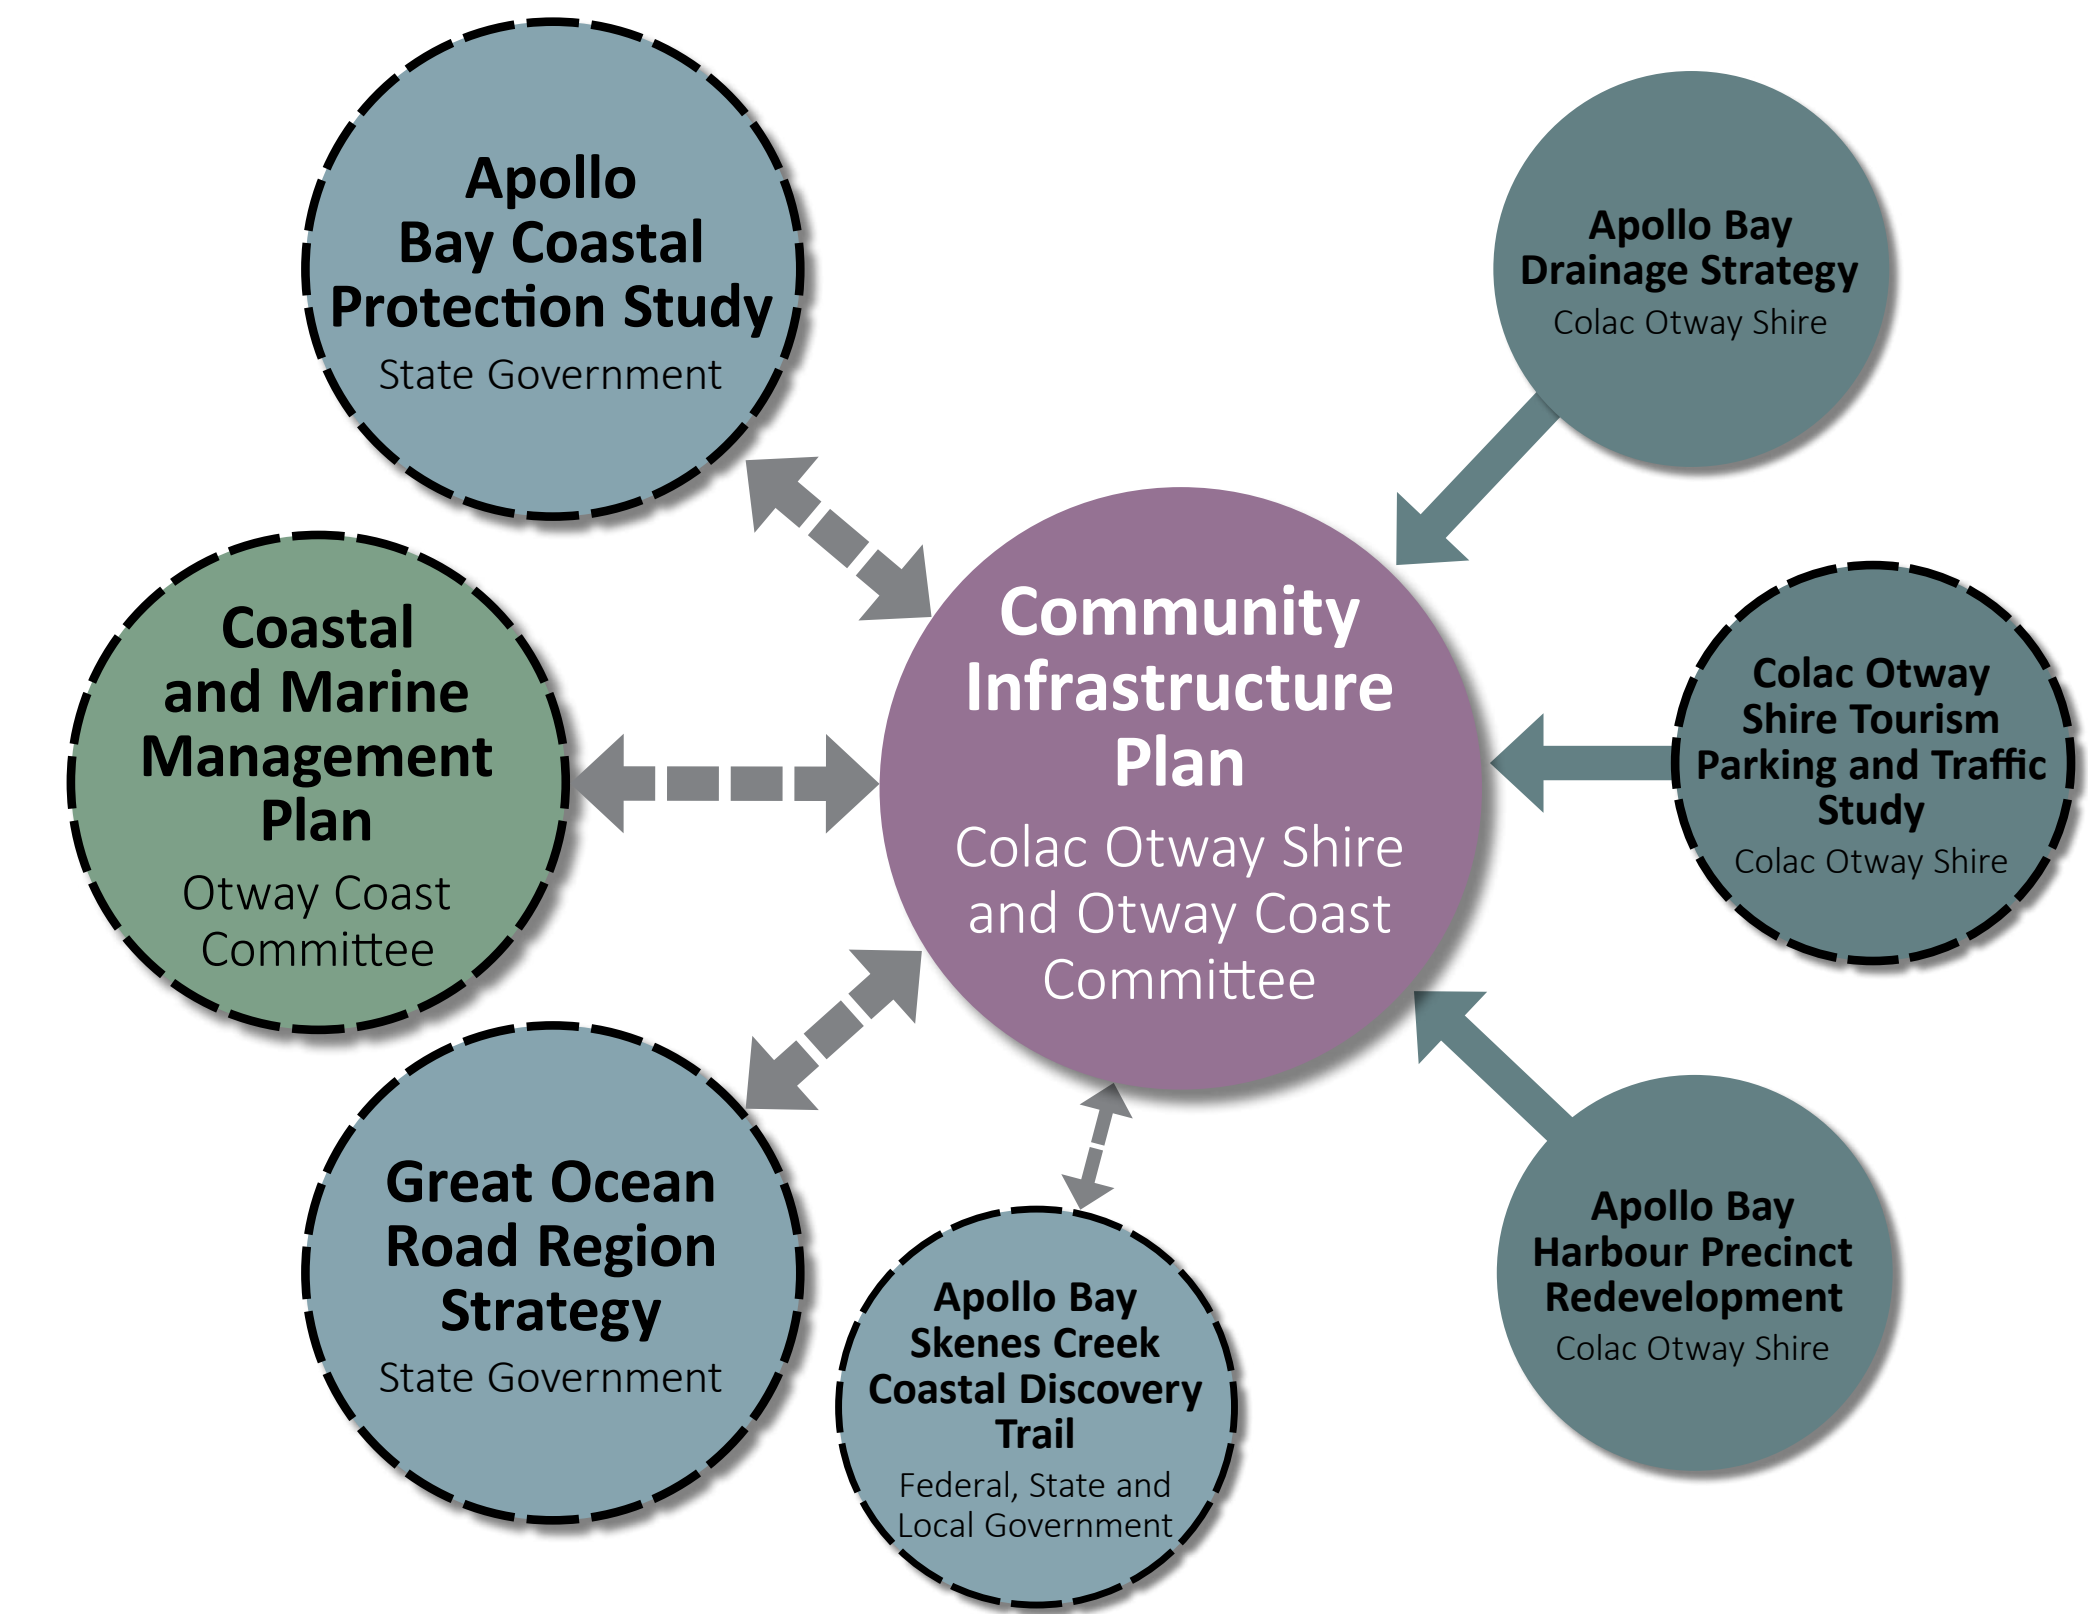 Apollo
Bay Coastal
Protection Study
State Government
Apollo Bay
Drainage Strategy
Colac Otway Shire
Coastal
and Marine
Management
Plan
Otway Coast
Committee
Community
Infrastructure
Plan
Colac Otway Shire
and Otway Coast
Committee
Colac Otway
Shire Tourism
Parking and Traffic
Study
Colac Otway Shire
Great Ocean
Road Region
Strategy
State Government
Apollo Bay
Skenes Creek
Coastal Discovery
Trail
Federal, State and
Local Government
Apollo Bay
Harbour Precinct
Redevelopment
Colac Otway Shire